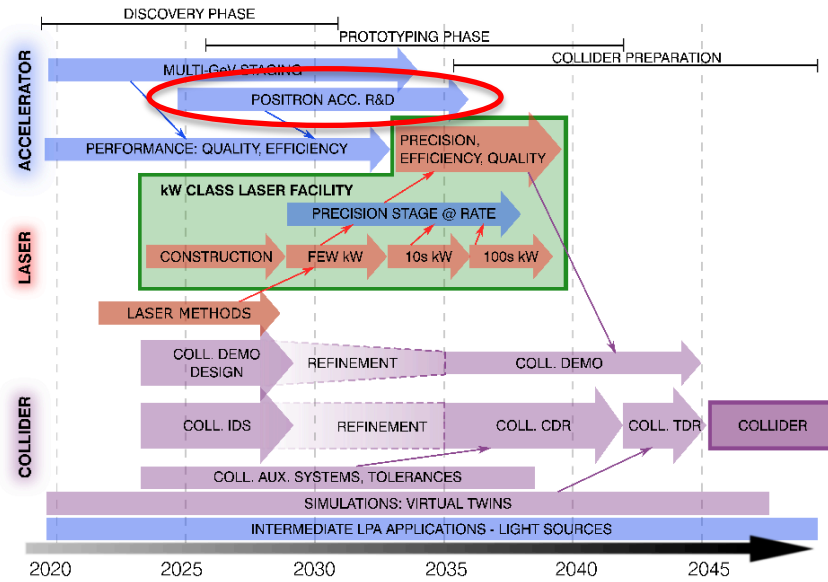 DISCOVERY PHASE
PROTOTYPING PHASE
COLLIDER PREPARATION
ACCELERATOR
MULTI-GeV STAGING
POSITRON ACC. R&D
PERFORMANCE: QUALITY, EFFICIENCY
PRECISION,
EFFICIENCY, QUALITY
LASER
kW CLASS LASER FACILITY
PRECISION STAGE @ RATE
CONSTRUCTION
FEW kW
10s kW
100s kW
LASER METHODS
COLLIDER
COLL. DEMO
DESIGN
REFINEMENT
COLL. DEMO
COLL. IDS
REFINEMENT
COLL. CDR
COLL. TDR
COLLIDER
COLL. AUX. SYSTEMS, TOLERANCES
SIMULATIONS: VIRTUAL TWINS
INTERMEDIATE LPA APPLICATIONS - LIGHT SOURCES
2020
2025
2030
2035
2040
2045